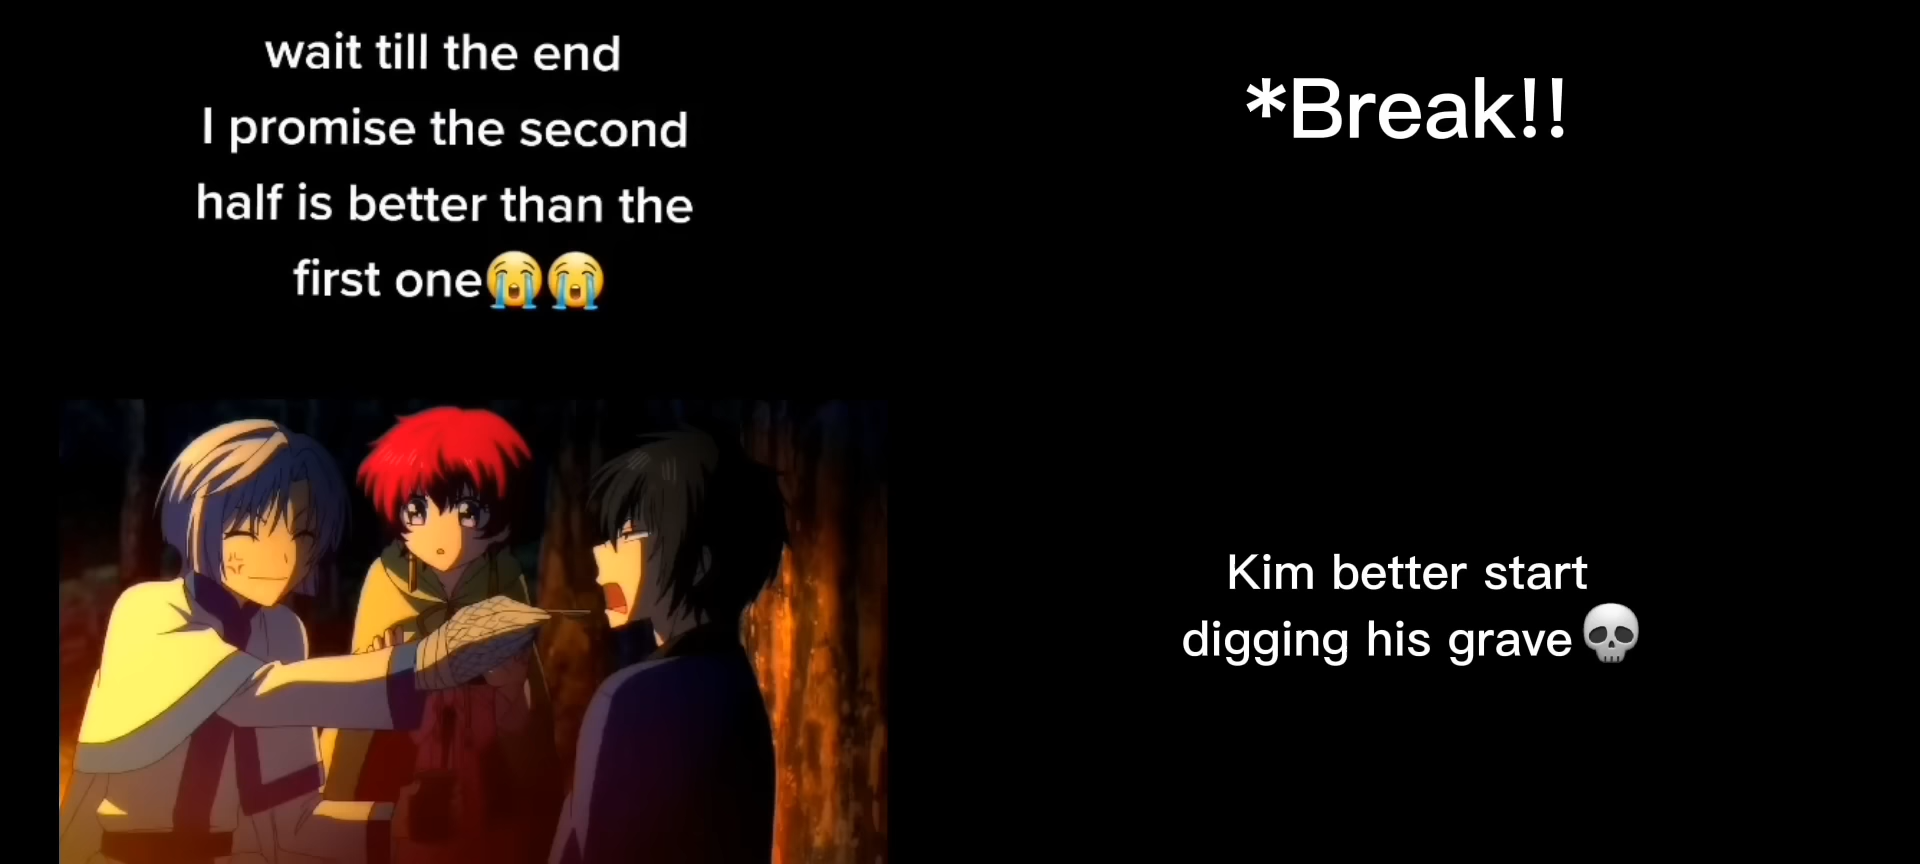 wait till the end
I promise the second
half is better than the
first one😭😭
*Break!!
Kim better start
digging his grave💀